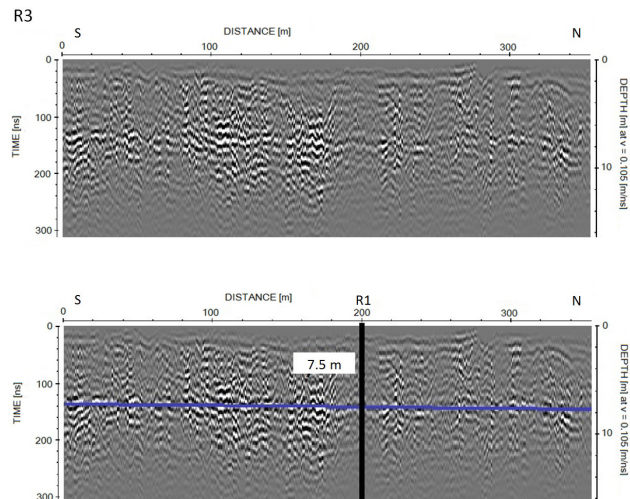 R3
S DISTANCE [m] N
0 100 200 300
0
100
200
300
TIME [ns]
0
10
DEPTH [m] at v = 0.105 [m/ns]
S DISTANCE [m] R1 N
0 100 200 300
0
100
200
300
TIME [ns]
7.5 m
0
10
DEPTH [m] at v = 0.105 [m/ns]